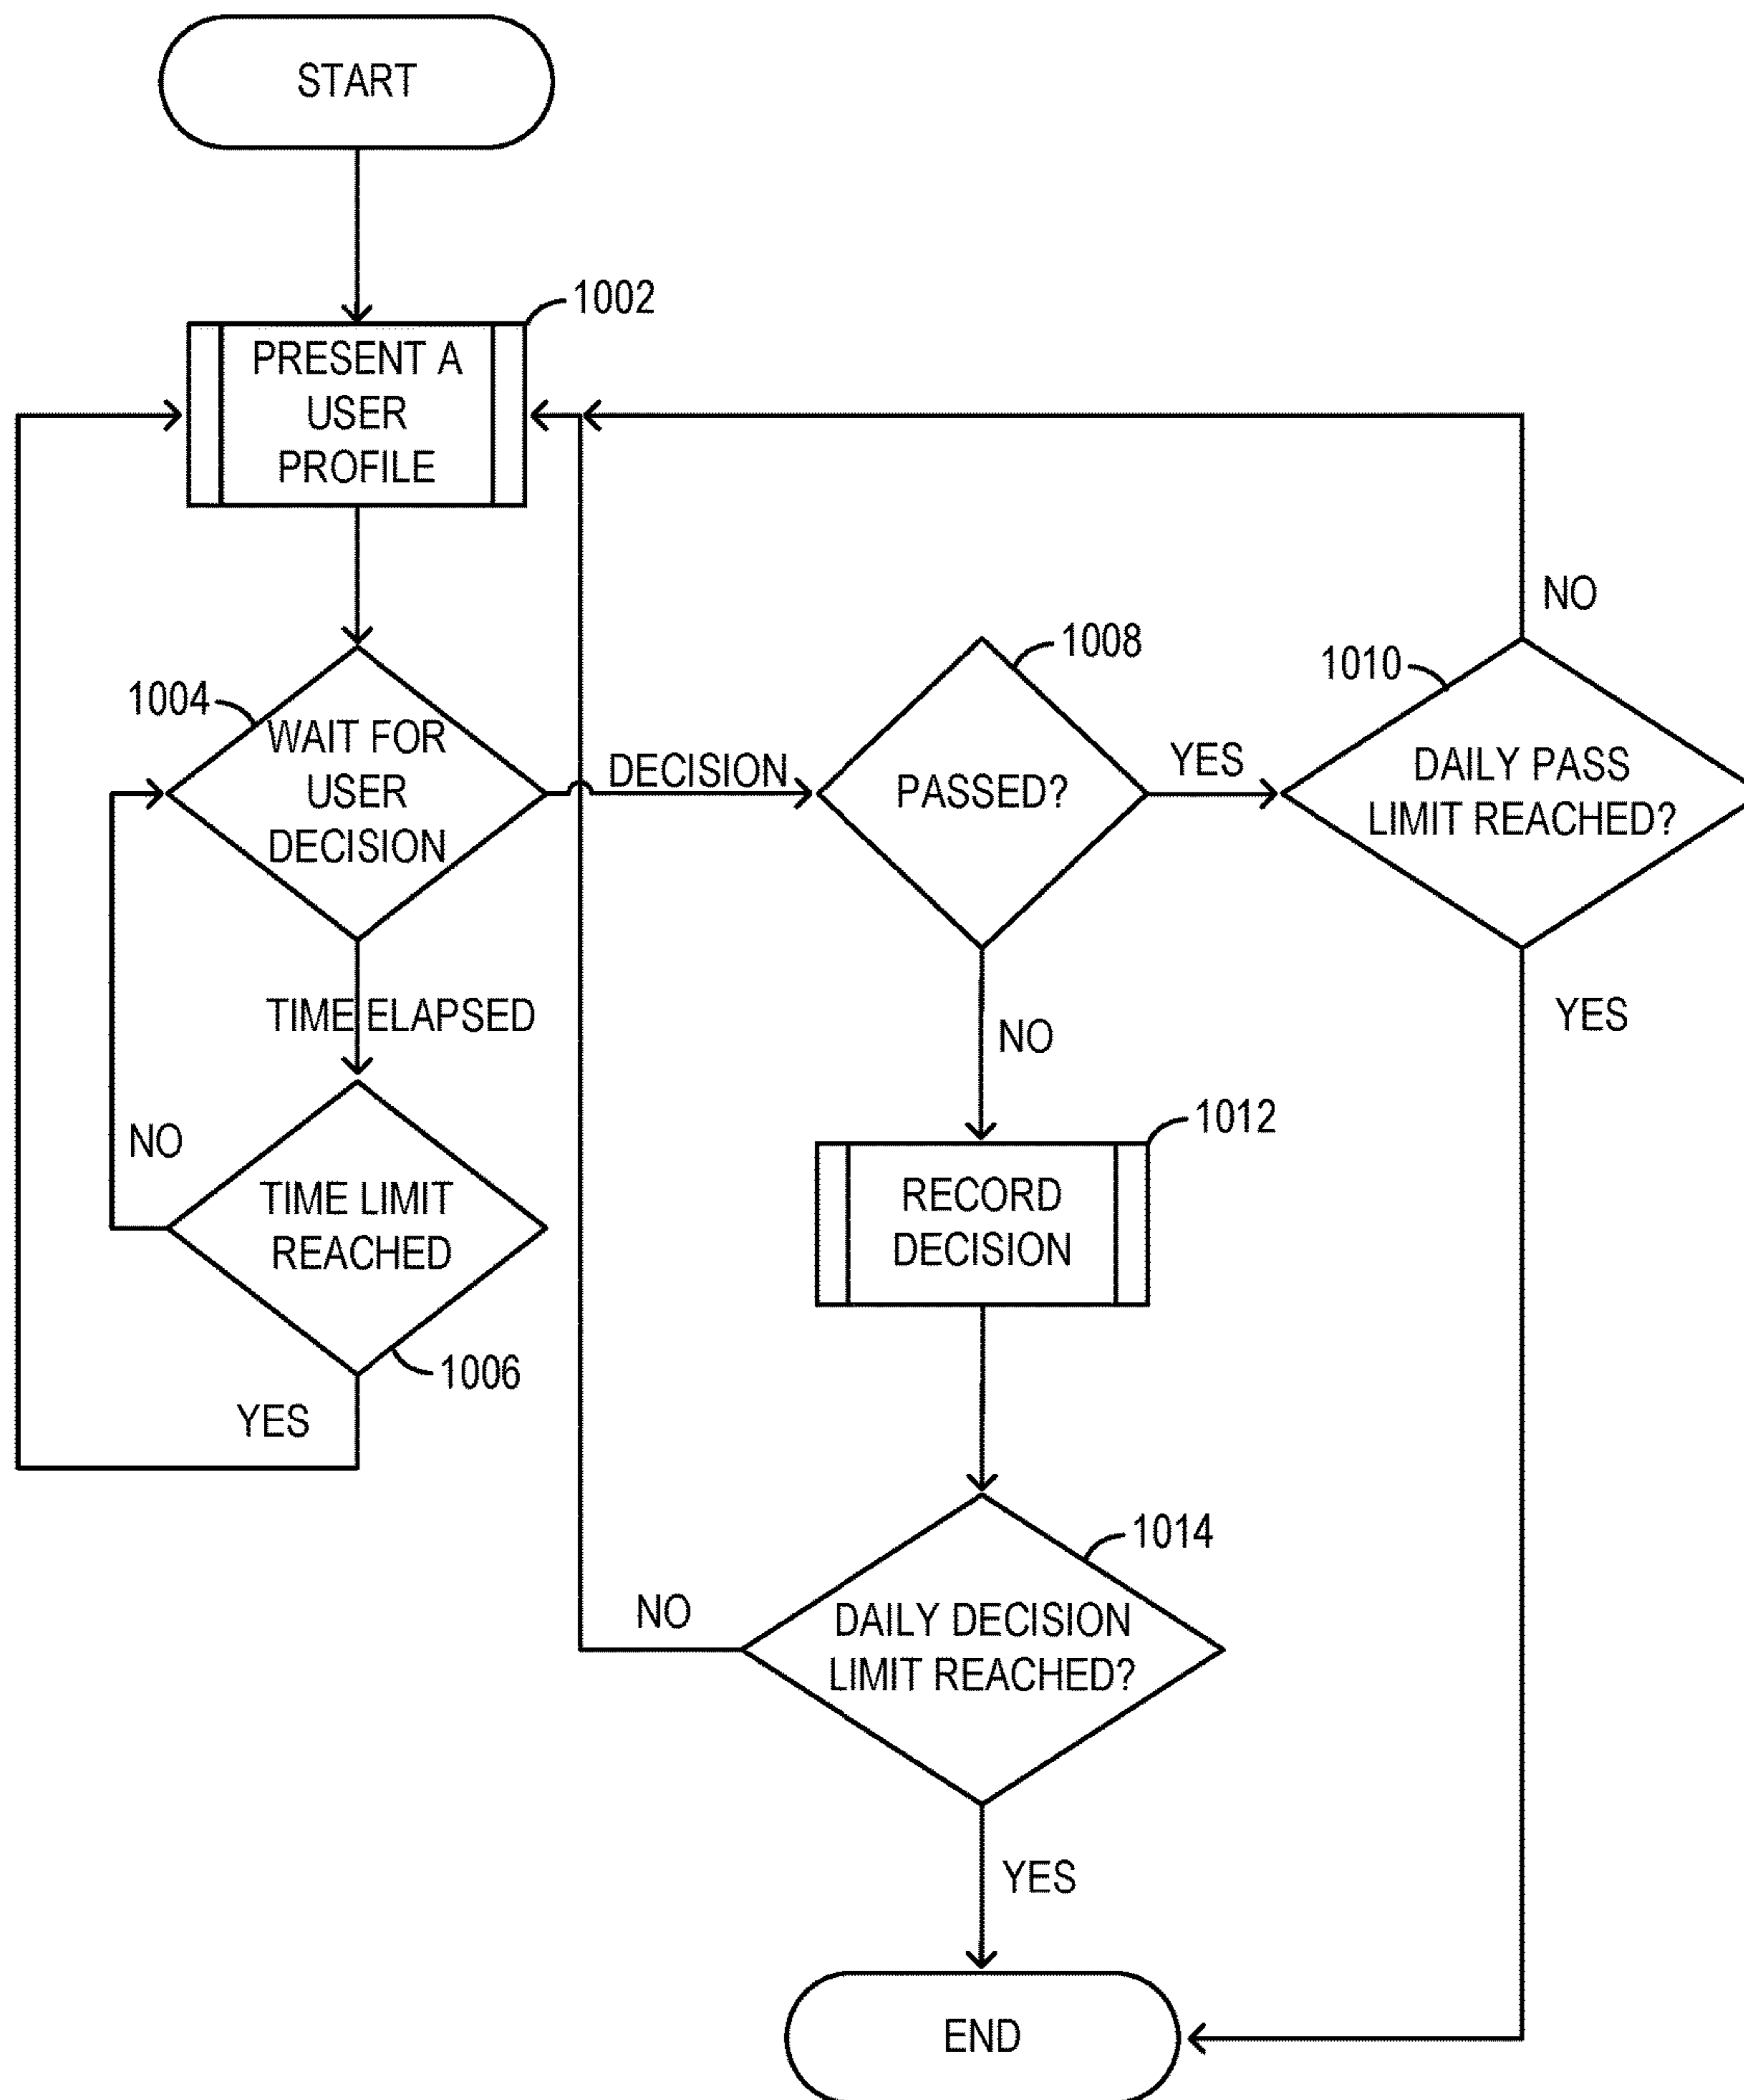 START
1002
PRESENT A
USER
PROFILE
NO
1008
1010
1004
WAIT FOR
USER
DECISION
DECISION
PASSED?
YES
DAILY PASS
LIMIT REACHED?
TIME ELAPSED
NO
YES
NO
1012
TIME LIMIT
REACHED
RECORD
DECISION
1006
YES
1014
NO
DAILY DECISION
LIMIT REACHED?
YES
END